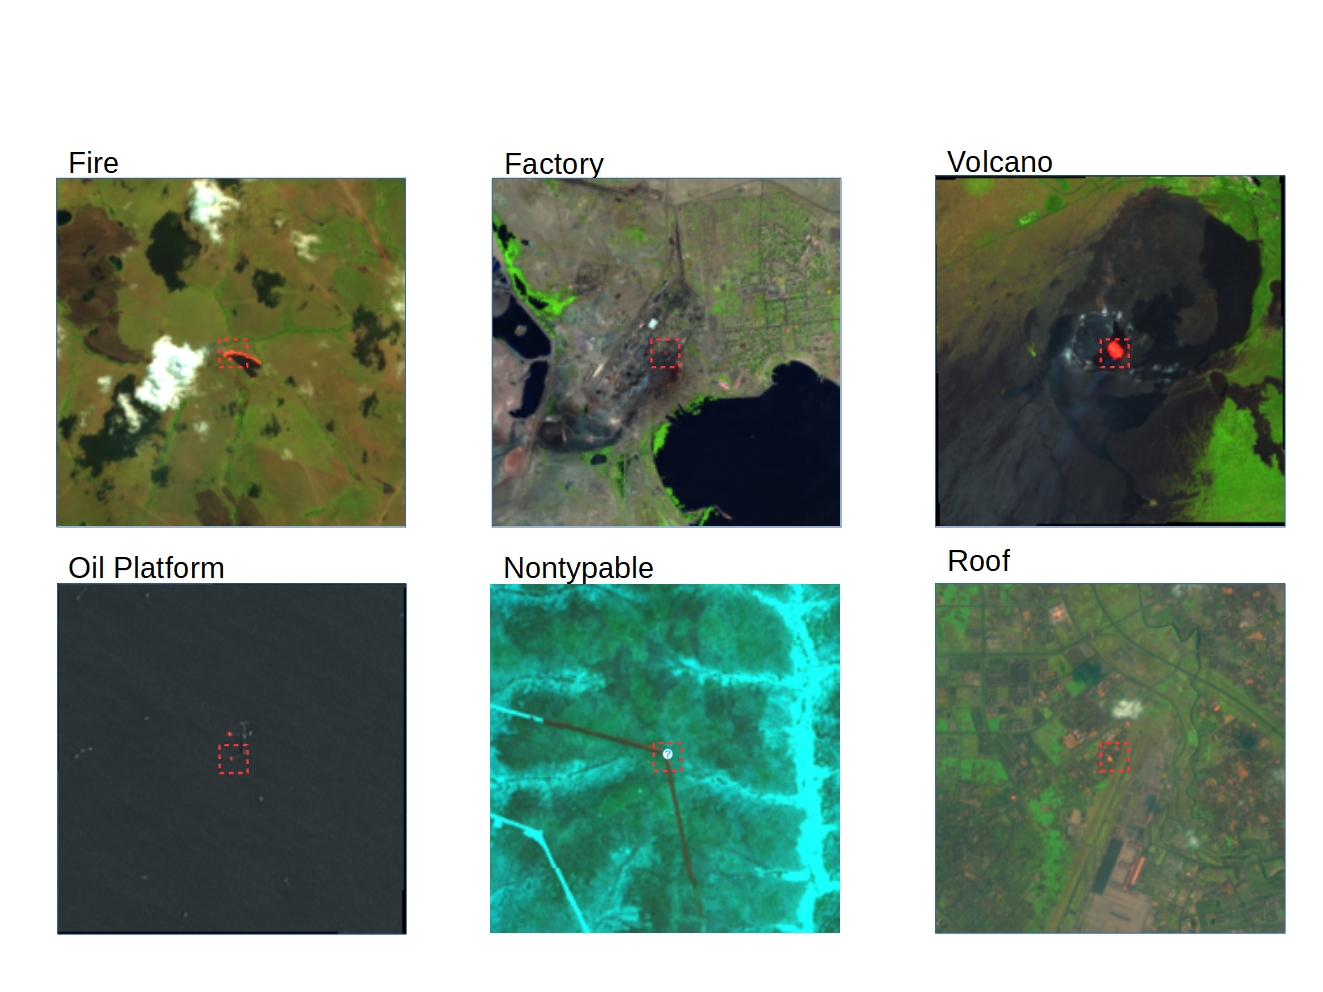 Fire
Factory
Volcano
Oil Platform
Nontypable
Roof
?